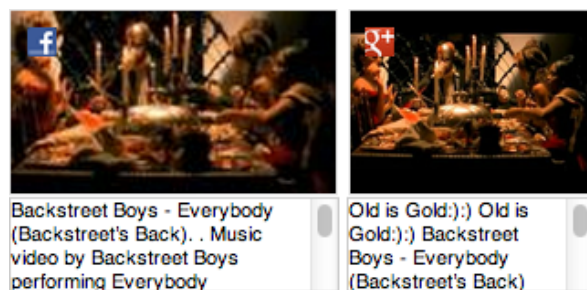 f
g+
Backstreet Boys - Everybody
(Backstreet's Back). . Music
video by Backstreet Boys
performing Everybody
Old is Gold:):) Old is
Gold:):) Backstreet
Boys - Everybody
(Backstreet's Back)